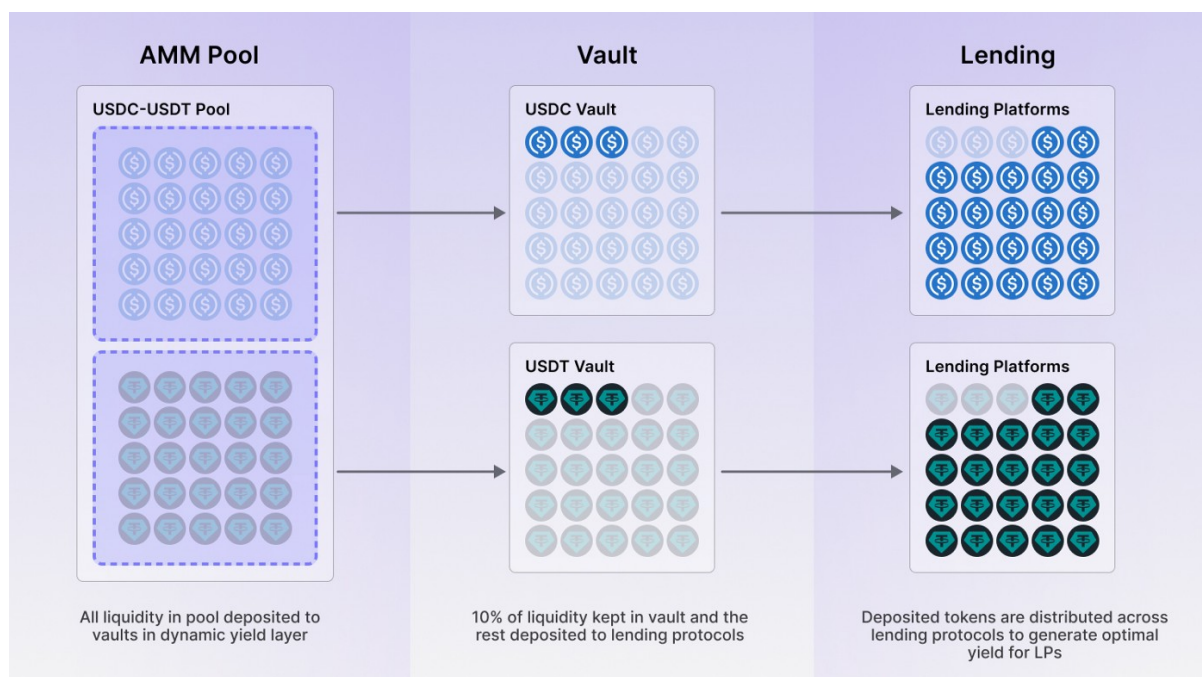 AMM Pool
USDC-USDT Pool
All liquidity in pool deposited to
vaults in dynamic yield layer
Vault
USDC Vault
USDT Vault
10% of liquidity kept in vault and the
rest deposited to lending protocols
Lending
Lending Platforms
Lending Platforms
Deposited tokens are distributed across
lending protocols to generate optimal
yield for LPs